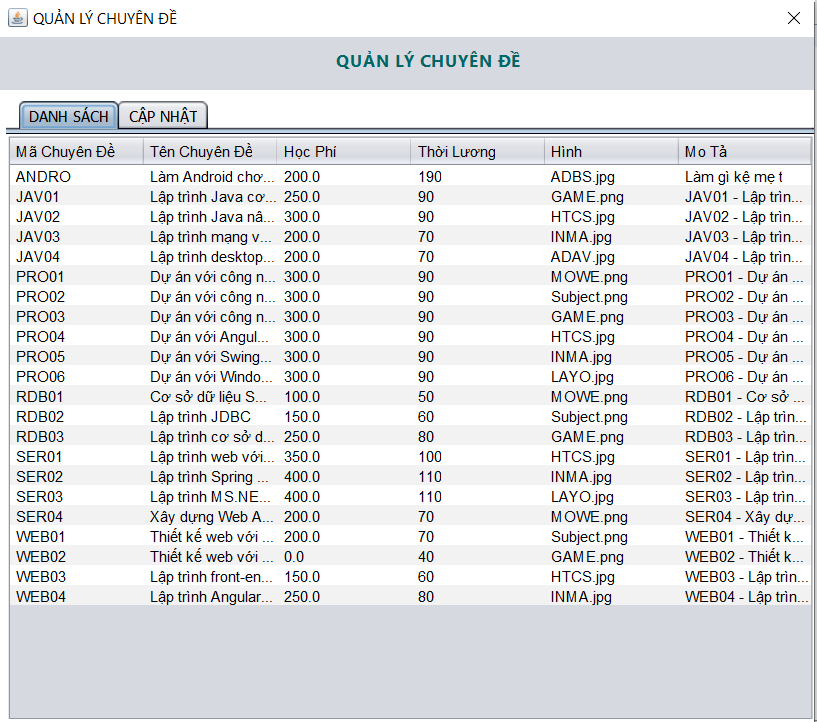 QUẢN LÝ CHUYÊN ĐỀ
QUẢN LÝ CHUYÊN ĐỀ
DANH SÁCH CẬP NHẬT
Mã Chuyên Đề Tên Chuyên Đề Học Phí Thời Lương Hình Mo Tả
ANDRO Làm Android chơ... 200.0 190 ADBS.jpg Làm gì kệ mẹ t
JAV01 Lập trình Java cơ... 250.0 90 GAME.png JAV01 - Lập trìn...
JAV02 Lập trình Java nâ... 300.0 90 HTCS.jpg JAV02 - Lập trìn...
JAV03 Lập trình mạng v... 200.0 70 INMA.jpg JAV03 - Lập trìn...
JAV04 Lập trình desktop... 200.0 70 ADAV.jpg JAV04 - Lập trìn...
PRO01 Dự án với công n... 300.0 90 MOWE.png PRO01 - Dự án ...
PRO02 Dự án với công n... 300.0 90 Subject.png PRO02 - Dự án ...
PRO03 Dự án với công n... 300.0 90 GAME.png PRO03 - Dự án ...
PRO04 Dự án với Angul... 300.0 90 HTCS.jpg PRO04 - Dự án ...
PRO05 Dự án với Swing... 300.0 90 INMA.jpg PRO05 - Dự án ...
PRO06 Dự án với Windo... 300.0 90 LAYO.jpg PRO06 - Dự án ...
RDB01 Cơ sở dữ liệu S... 100.0 50 MOWE.png RDB01 - Cơ sở ...
RDB02 Lập trình JDBC 150.0 60 Subject.png RDB02 - Lập trìn...
RDB03 Lập trình cơ sở d... 250.0 80 GAME.png RDB03 - Lập trìn...
SER01 Lập trình web với... 350.0 100 HTCS.jpg SER01 - Lập trìn...
SER02 Lập trình Spring ... 400.0 110 INMA.jpg SER02 - Lập trìn...
SER03 Lập trình MS.NE... 400.0 110 LAYO.jpg SER03 - Lập trìn...
SER04 Xây dựng Web A... 200.0 70 MOWE.png SER04 - Xây dự...
WEB01 Thiết kế web với ... 200.0 70 Subject.png WEB01 - Thiết k...
WEB02 Thiết kế web với ... 0.0 40 GAME.png WEB02 - Thiết k...
WEB03 Lập trình front-en... 150.0 60 HTCS.jpg WEB03 - Lập trìn...
WEB04 Lập trình Angular... 250.0 80 INMA.jpg WEB04 - Lập trìn...